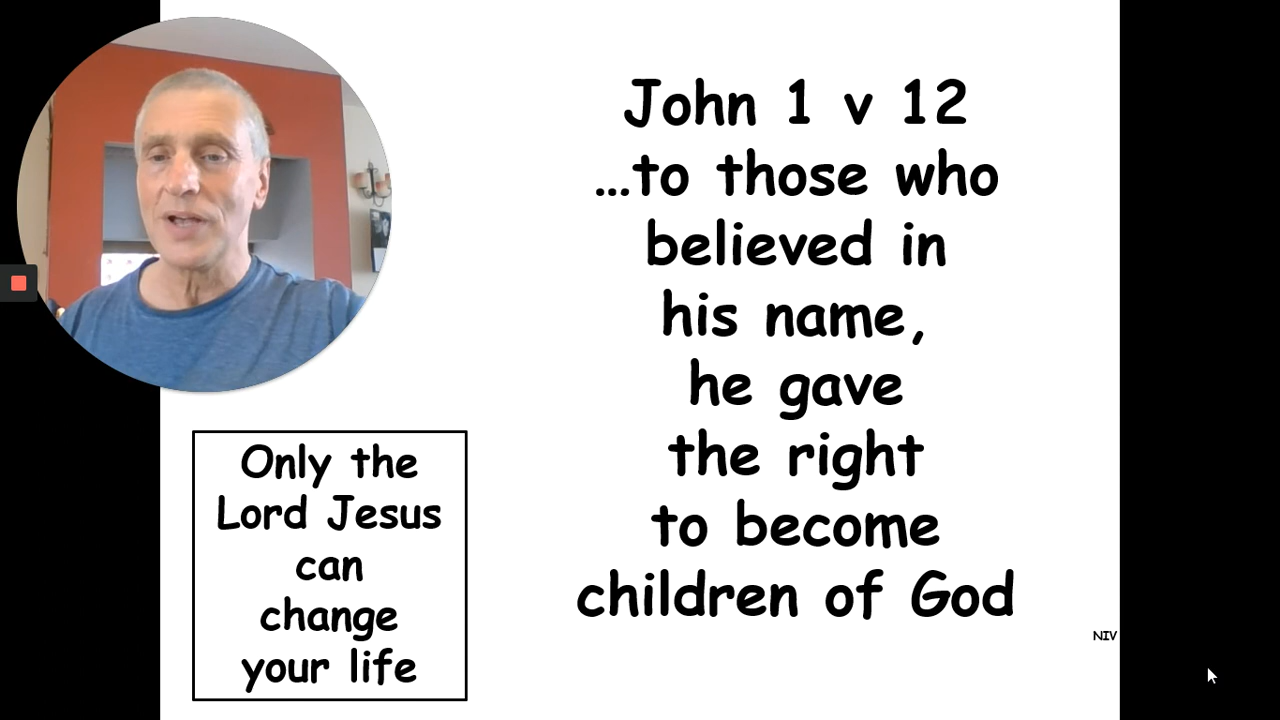 John 1 v 12
...to those who
believed in
his name,
he gave
the right
to become
children of God
NIV
Only the
Lord Jesus
can
change
your life